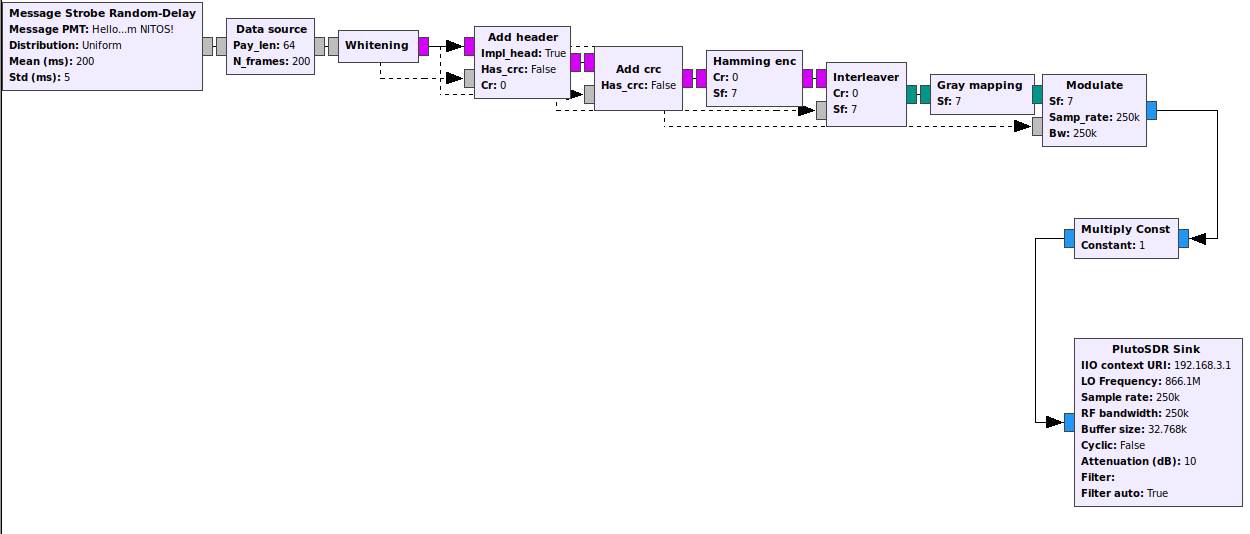 Message Strobe Random-Delay
Message PMT: Hello...m NITOS!
Distribution: Uniform
Mean (ms): 200
Std (ms): 5
Data source
Pay_len: 64
N_frames: 200
Whitening
Add header
Impl_head: True
Has_crc: False
Cr: 0
Add crc
Has_crc: False
Hamming enc
Cr: 0
Sf: 7
Interleaver
Cr: 0
Sf: 7
Gray mapping
Sf: 7
Modulate
Sf: 7
Samp_rate: 250k
Bw: 250k
Multiply Const
Constant: 1
PlutoSDR Sink
IIO context URI: 192.168.3.1
LO Frequency: 866.1M
Sample rate: 250k
RF bandwidth: 250k
Buffer size: 32.768k
Cyclic: False
Attenuation (dB): 10
Filter:
Filter auto: True